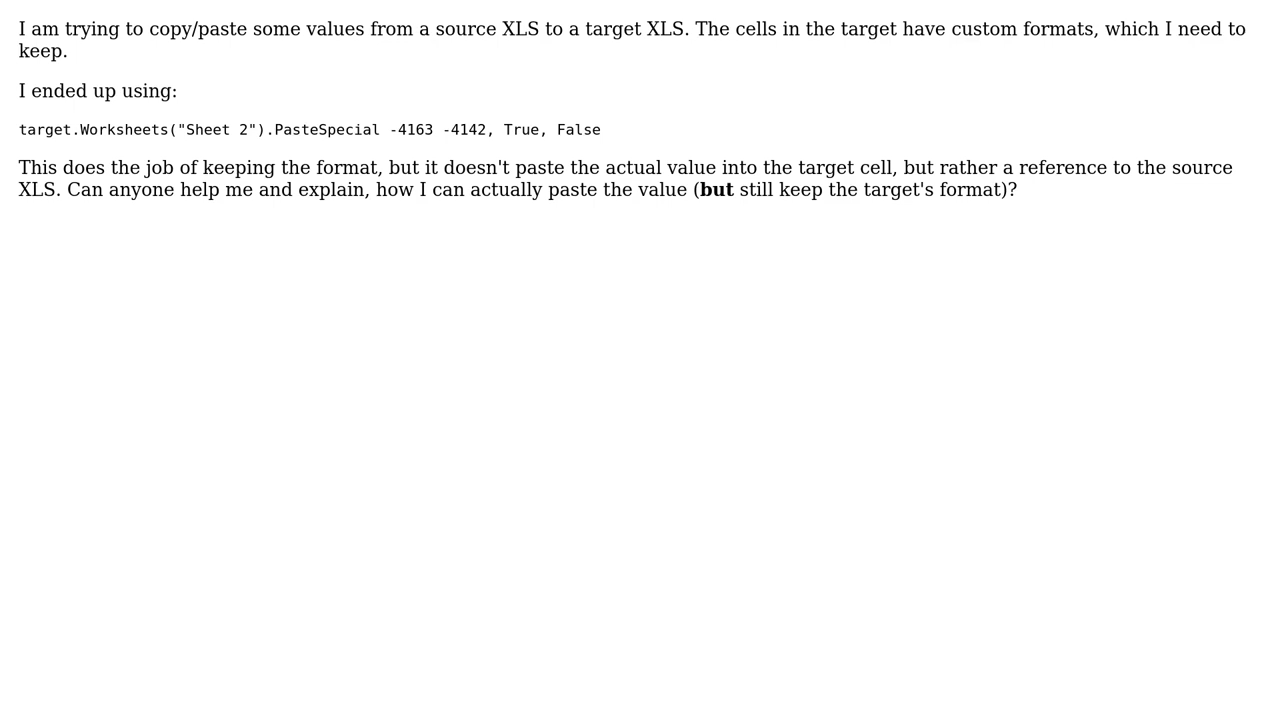 I am trying to copy/paste some values from a source XLS to a target XLS. The cells in the target have custom formats, which I need to
keep.
I ended up using:
target.Worksheets("Sheet 2").PasteSpecial -4163 -4142, True, False
This does the job of keeping the format, but it doesn't paste the actual value into the target cell, but rather a reference to the source
XLS. Can anyone help me and explain, how I can actually paste the value (but still keep the target's format)?